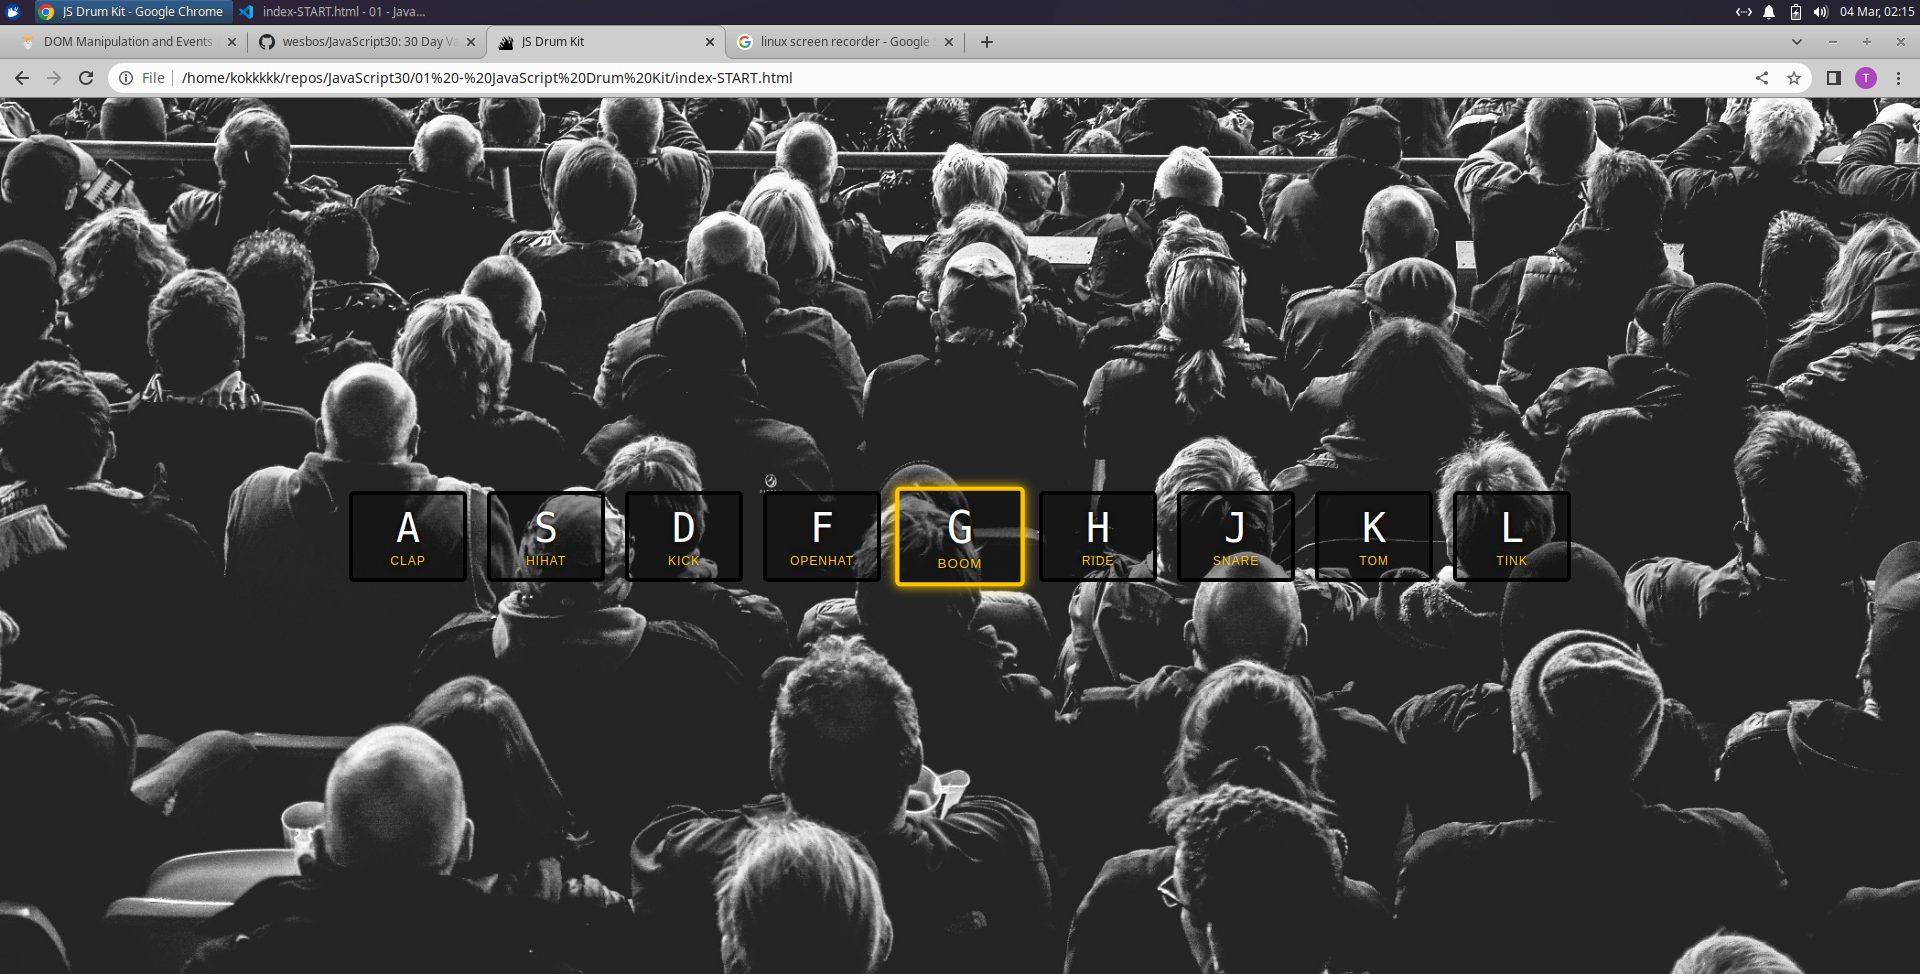 JS Drum Kit - Google Chrome
index-START.html - 01 - Java...
04 Mar, 02:15
DOM Manipulation and Events
wesbos/JavaScript30: 30 Day Va
JS Drum Kit
linux screen recorder - Google
File
/home/kokkkkk/repos/JavaScript30/01%20-%20JavaScript%20Drum%20Kit/index-START.html
T
A S D F G H J K L
CLAP HIHAT KICK OPENHAT BOOM RIDE SNARE TOM TINK